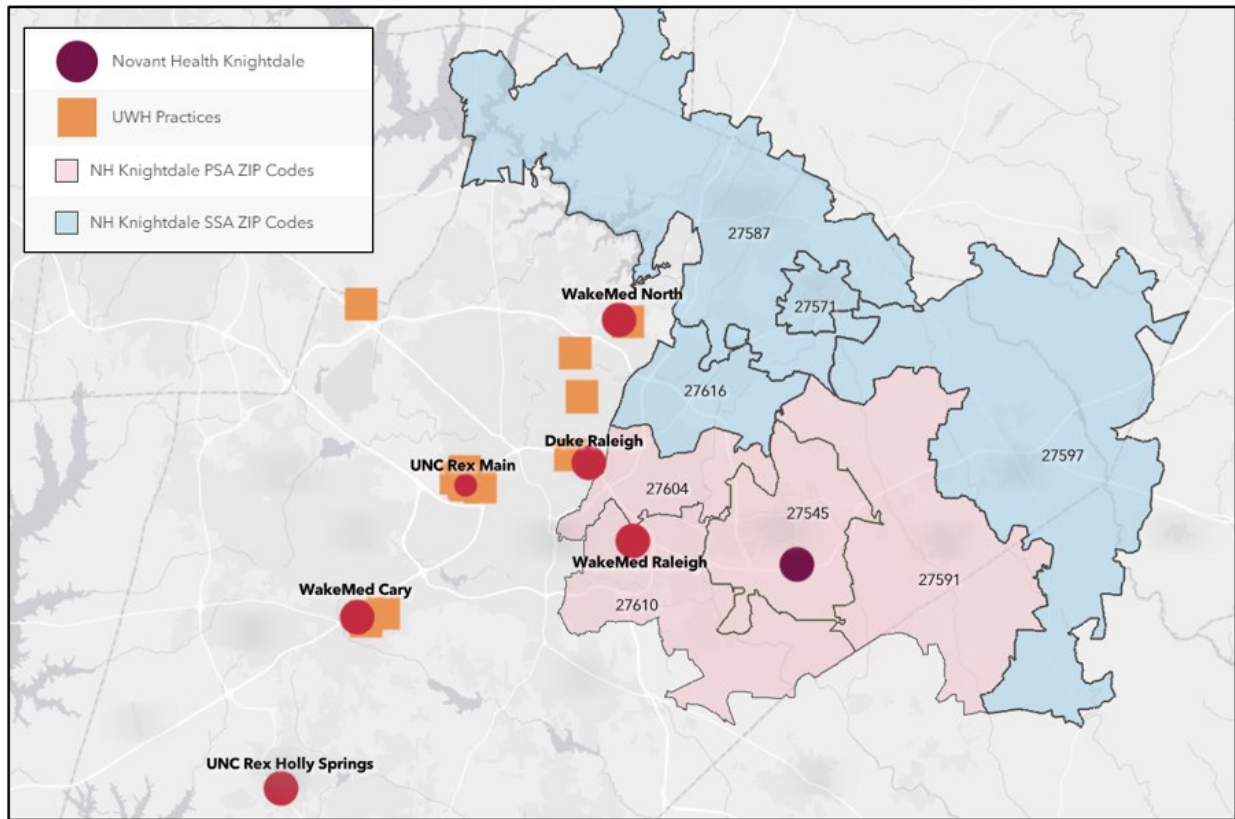 Novant Health Knightdale
UWH Practices
NH Knightdale PSA ZIP Codes
NH Knightdale SSA ZIP Codes
27587
27571
WakeMed North
27616
Duke Raleigh
UNC Rex Main
27597
27604
27545
WakeMed Raleigh
27591
WakeMed Cary
27610
UNC Rex Holly Springs